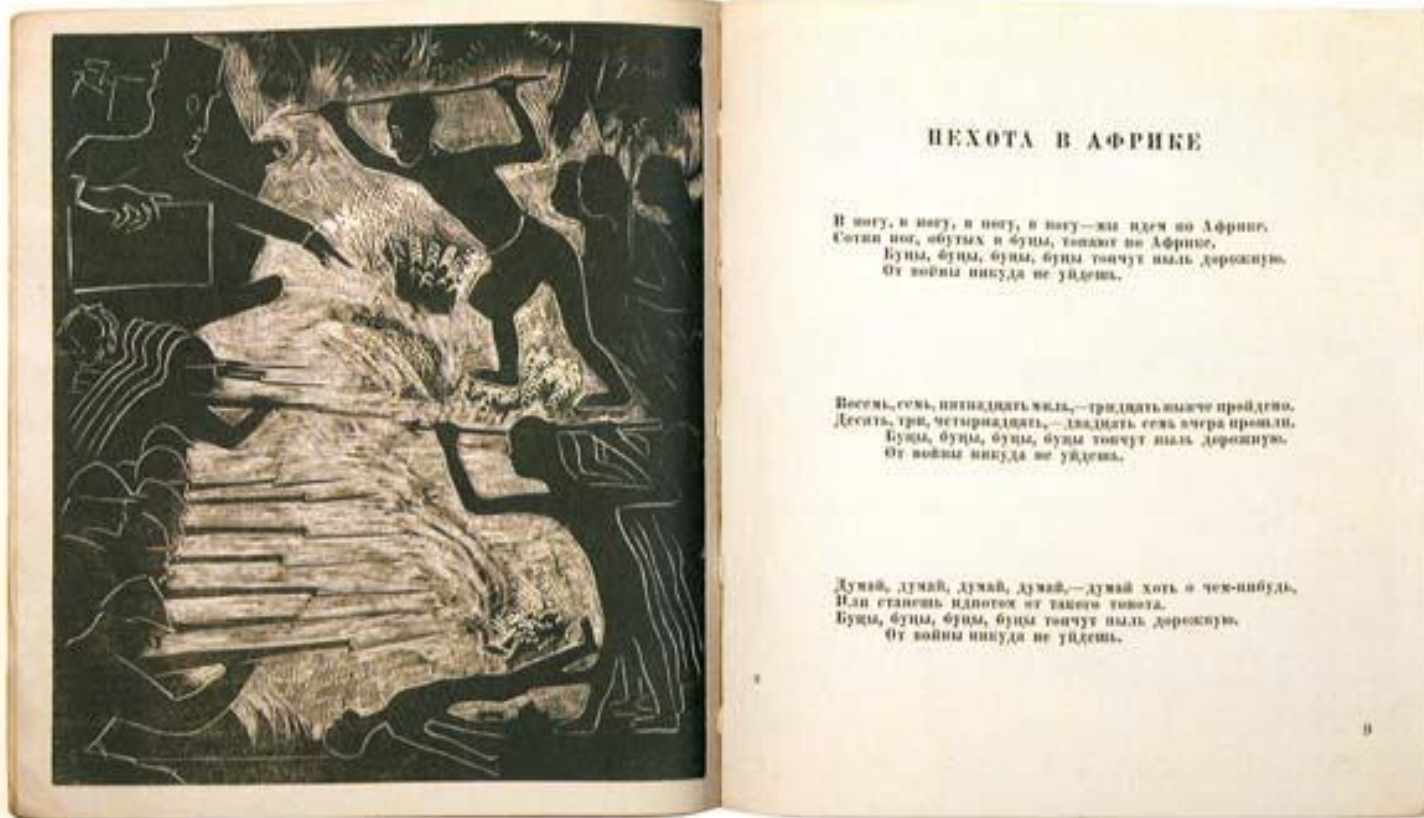 ПЕХОТА В АФРИКЕ
В ногу, в ногу, в ногу, в ногу—мы идем по Африке.
Сотни ног, обутых в буцы, топают по Африке.
Буцы, буцы, буцы, буцы топчут пыль дорожную.
От войны никуда не уйдешь.
Восемь, семь, пятнадцать миль,—тридцать нынче пройдено.
Десять, три, четырнадцать,—двадцать семь вчера прошли.
Буцы, буцы, буцы, буцы топчут пыль дорожную.
От войны никуда не уйдешь.
Думай, думай, думай, думай,—думай хоть о чем-нибудь,
Или станешь идиотом от такого топота.
Буцы, буцы, буцы, буцы топчут пыль дорожную.
От войны никуда не уйдешь.
9